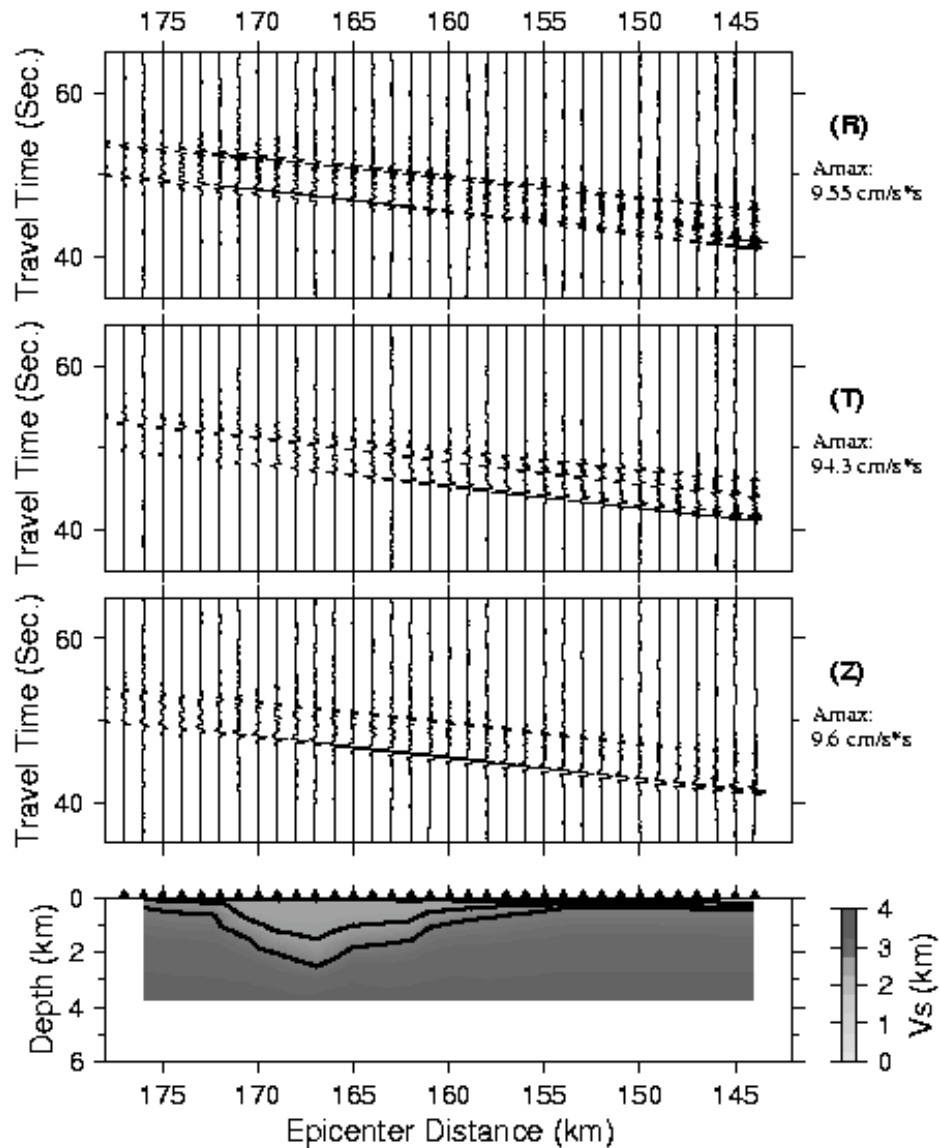 175 170 165 160 155 150 145
Travel Time (Sec.)
60
40
(R)
Amax:
9.55 cm/s*s
Travel Time (Sec.)
60
40
(T)
Amax:
94.3 cm/s*s
Travel Time (Sec.)
60
40
(Z)
Amax:
9.6 cm/s*s
Depth (km)
0
2
4
6
4
3
2
1
0
Vs (km)
175 170 165 160 155 150 145
Epicenter Distance (km)